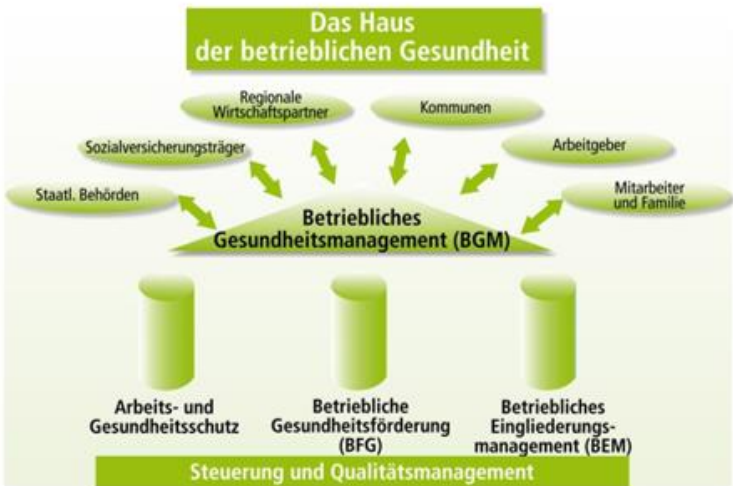 Das Haus
der betrieblichen Gesundheit
Regionale
Wirtschaftspartner
Kommunen
Sozialversicherungsträger
Arbeitgeber
Staatl. Behörden
Mitarbeiter
und Familie
Betriebliches
Gesundheitsmanagement (BGM)
Arbeits- und
Gesundheitsschutz
Betriebliche
Gesundheitsförderung
(BFG)
Betriebliches
Eingliederungs-
management (BEM)
Steuerung und Qualitätsmanagement